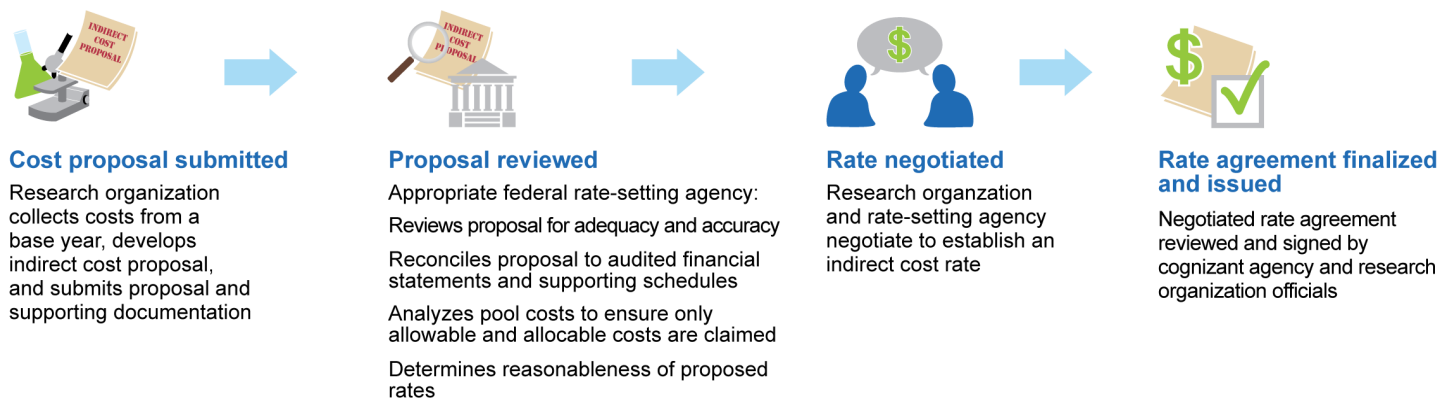 INDIRECT
COST
PROPOSAL
Cost proposal submitted
Research organization
collects costs from a
base year, develops
indirect cost proposal,
and submits proposal and
supporting documentation
INDIRECT
COST
PROPOSAL
Proposal reviewed
Appropriate federal rate-setting agency:
Reviews proposal for adequacy and accuracy
Reconciles proposal to audited financial
statements and supporting schedules
Analyzes pool costs to ensure only
allowable and allocable costs are claimed
Determines reasonableness of proposed
rates
$
Rate negotiated
Research organzation
and rate-setting agency
negotiate to establish an
indirect cost rate
$
Rate agreement finalized
and issued
Negotiated rate agreement
reviewed and signed by
cognizant agency and research
organization officials